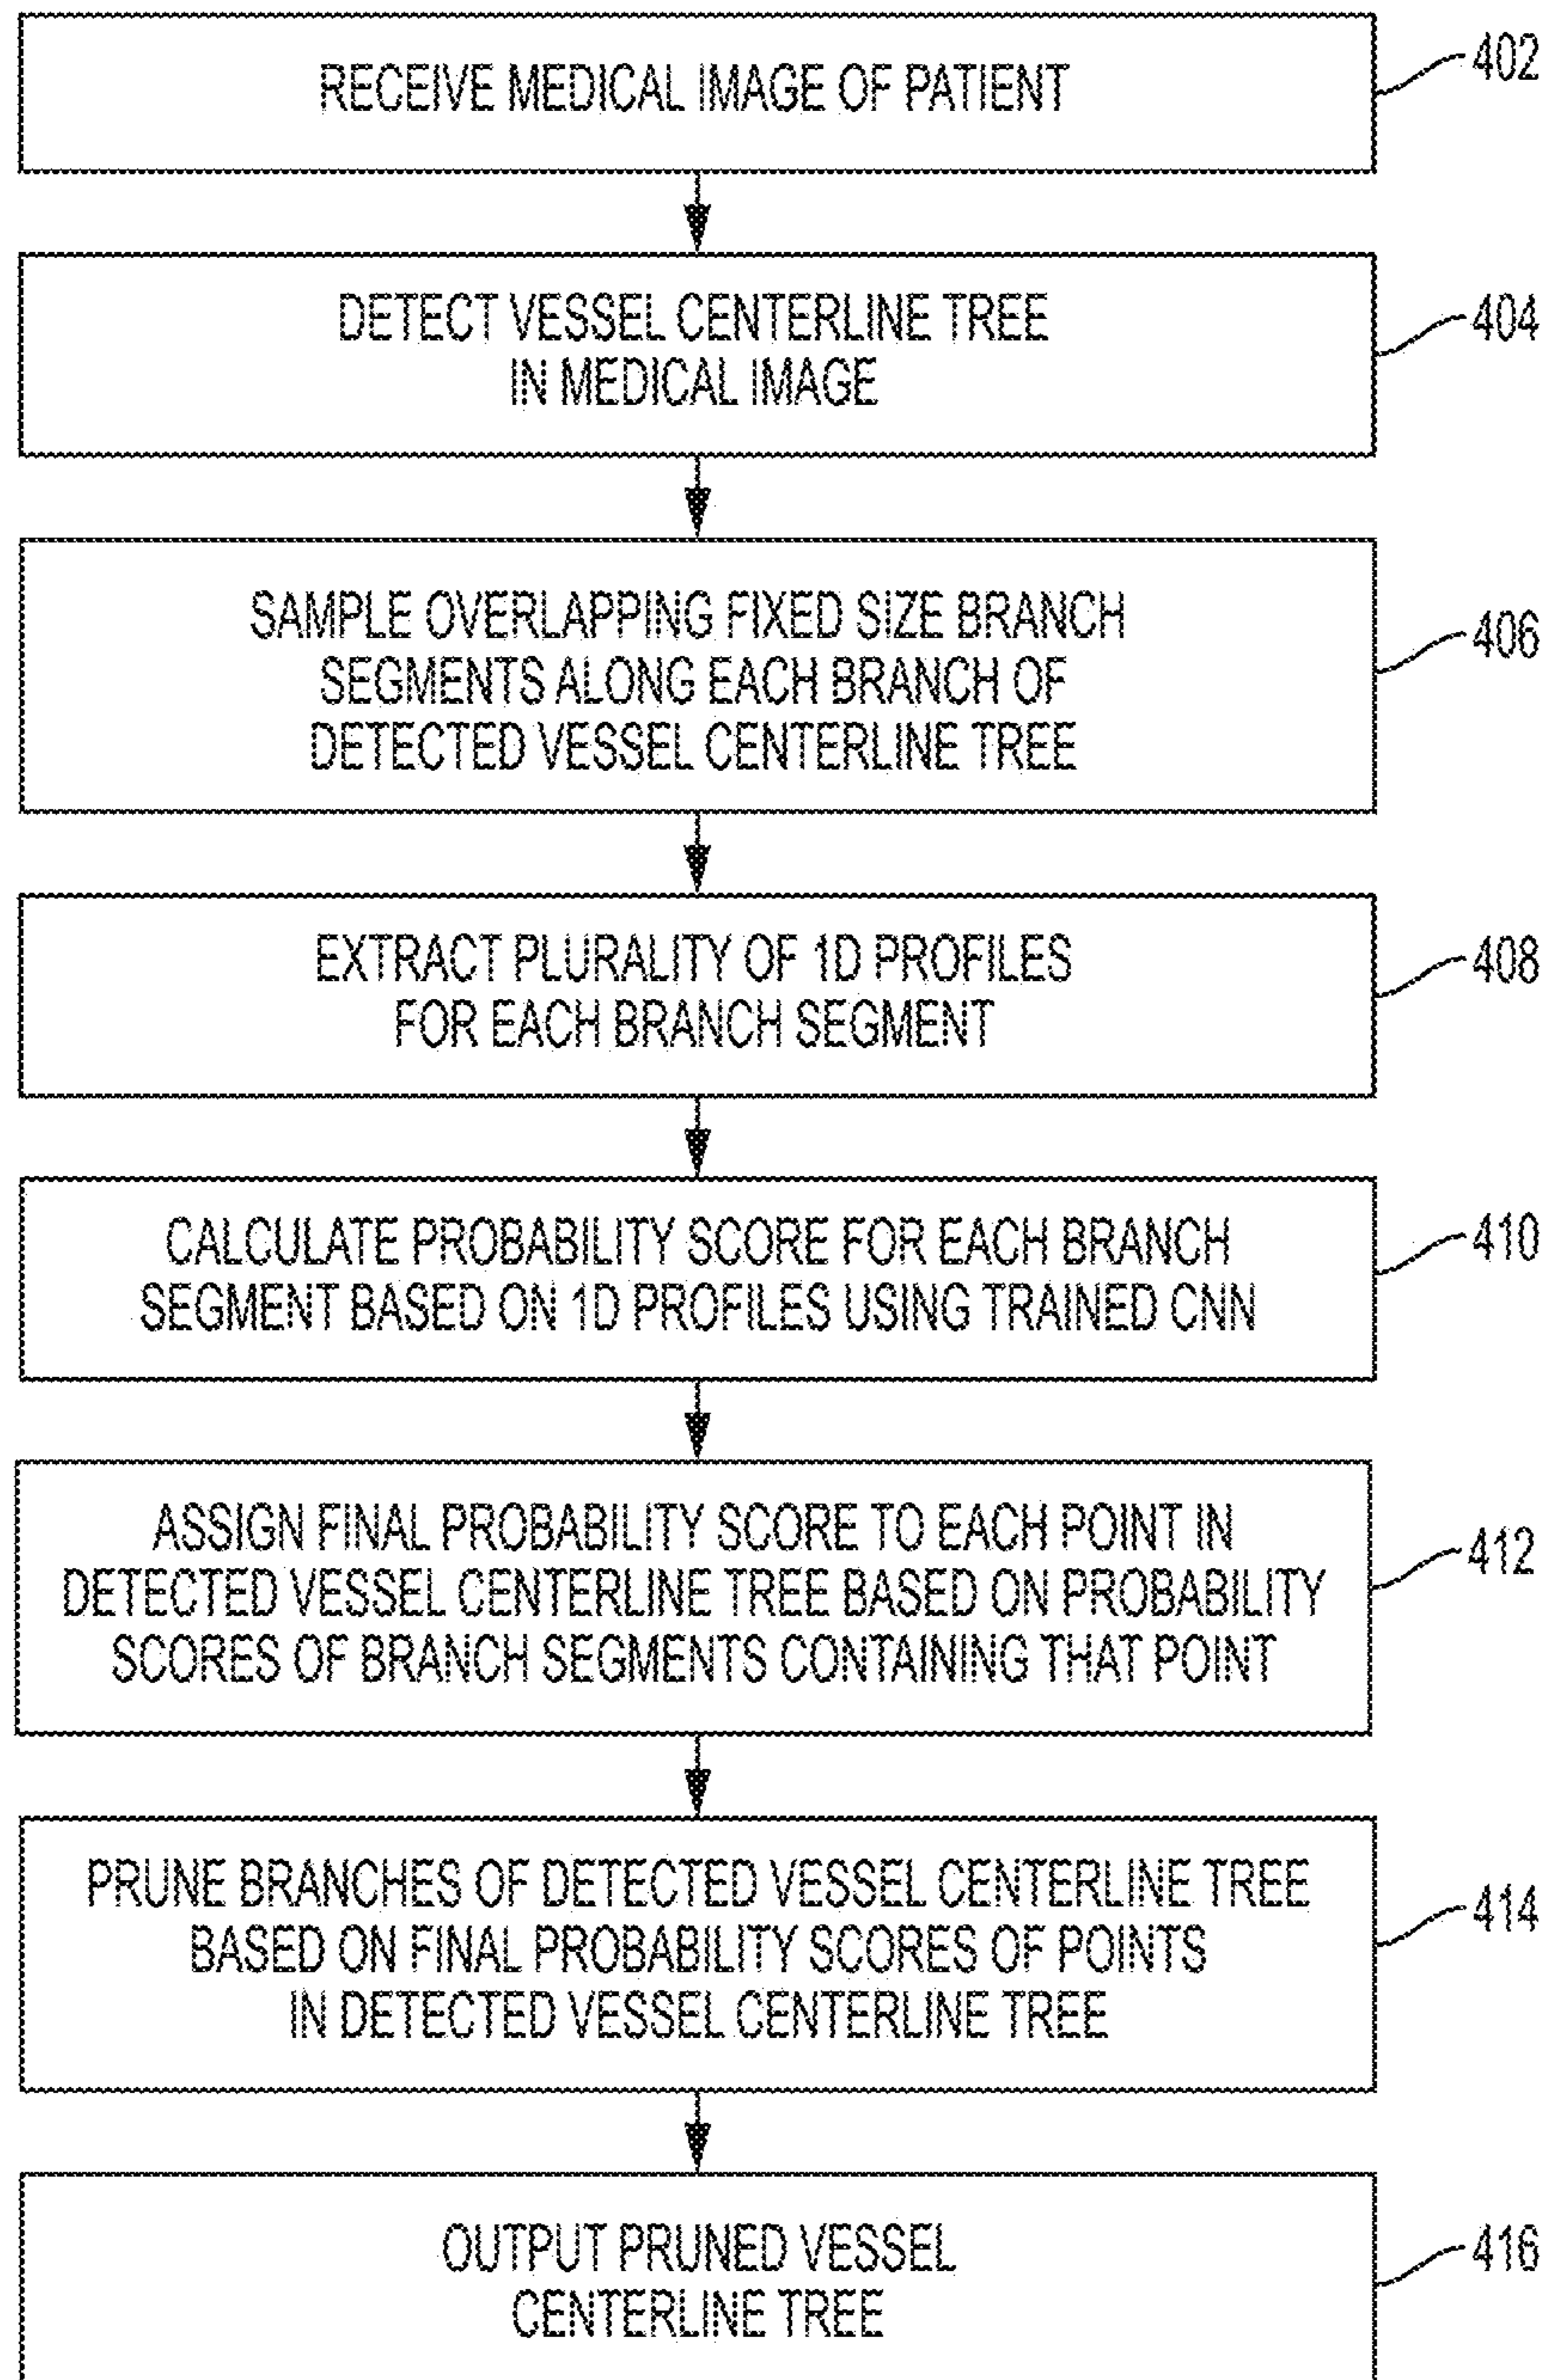 RECEIVE MEDICAL IMAGE OF PATIENT
402
DETECT VESSEL CENTERLINE TREE
IN MEDICAL IMAGE
404
SAMPLE OVERLAPPING FIXED SIZE BRANCH
SEGMENTS ALONG EACH BRANCH OF
DETECTED VESSEL CENTERLINE TREE
406
EXTRACT PLURALITY OF 1D PROFILES
FOR EACH BRANCH SEGMENT
408
CALCULATE PROBABILITY SCORE FOR EACH BRANCH
SEGMENT BASED ON 1D PROFILES USING TRAINED CNN
410
ASSIGN FINAL PROBABILITY SCORE TO EACH POINT IN
DETECTED VESSEL CENTERLINE TREE BASED ON PROBABILITY
SCORES OF BRANCH SEGMENTS CONTAINING THAT POINT
412
PRUNE BRANCHES OF DETECTED VESSEL CENTERLINE TREE
BASED ON FINAL PROBABILITY SCORES OF POINTS
IN DETECTED VESSEL CENTERLINE TREE
414
OUTPUT PRUNED VESSEL
CENTERLINE TREE
416